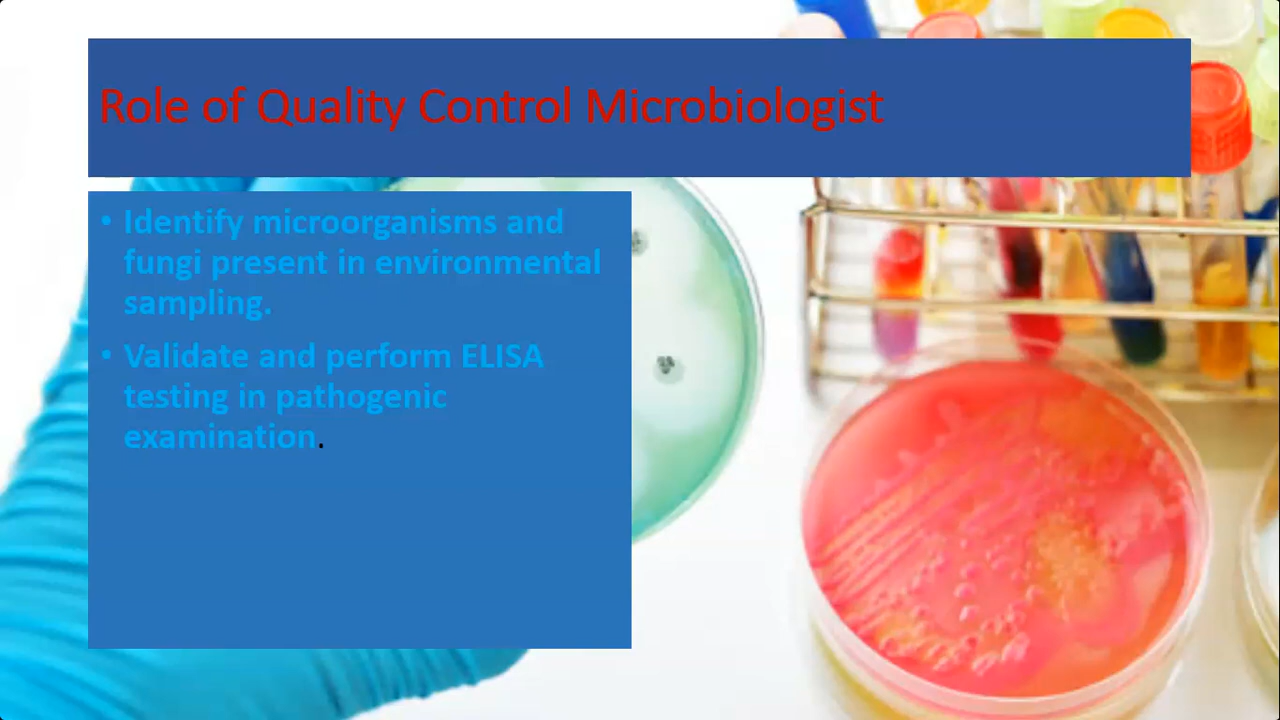 Role of Quality Control Microbiologist
• Identify microorganisms and
fungi present in environmental
sampling.
• Validate and perform ELISA
testing in pathogenic
examination.